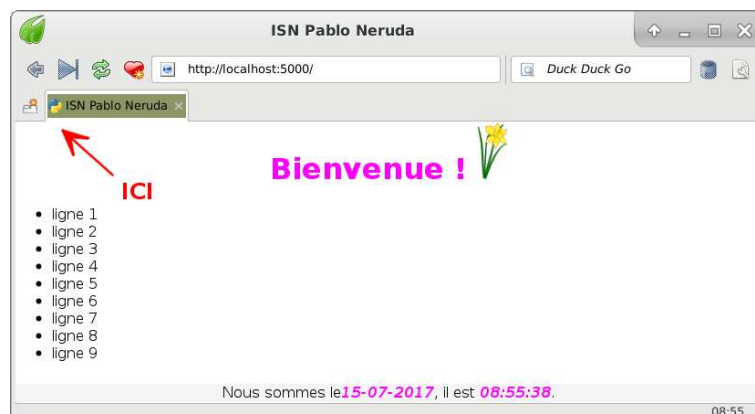 ISN Pablo Neruda
http://localhost:5000/
Duck Duck Go
ISN Pablo Neruda
Bienvenue !
ICI
ligne 1
ligne 2
ligne 3
ligne 4
ligne 5
ligne 6
ligne 7
ligne 8
ligne 9
Nous sommes le15-07-2017, il est 08:55:38.
08:55